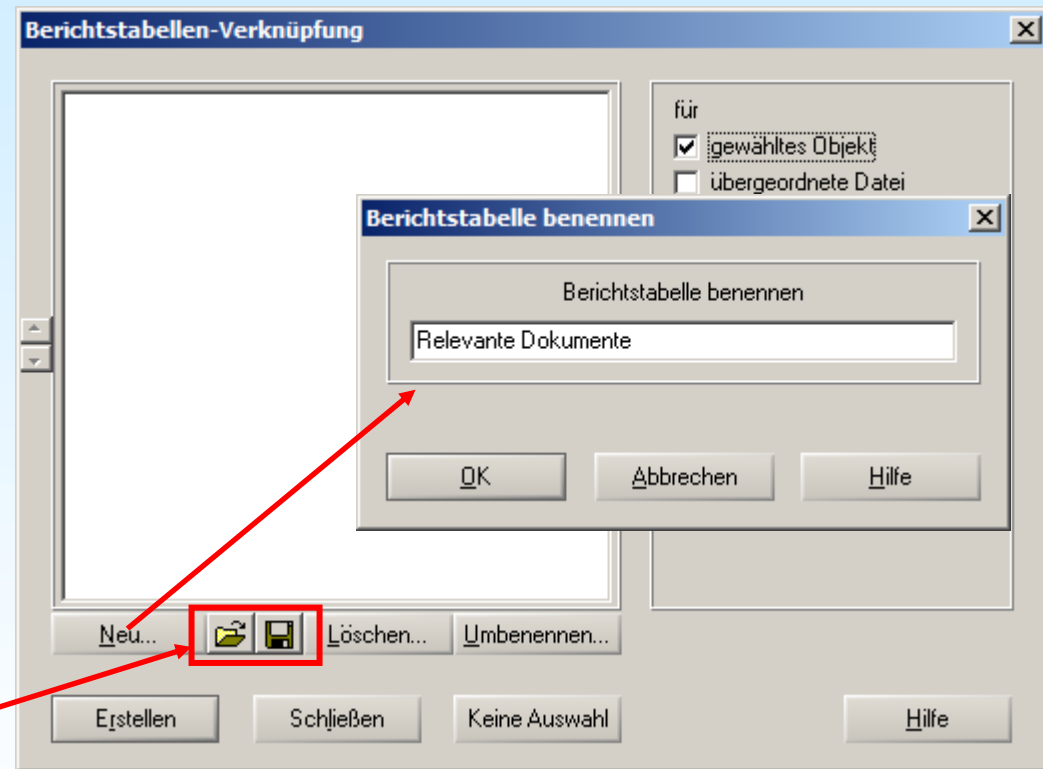 Berichtstabellen-Verknüpfung
für
gewähltes Objekt
übergeordnete Datei
Berichtstabelle benennen
Berichtstabelle benennen
Relevante Dokumente
OK Abbrechen Hilfe
Neu... Löschen... Umbenennen...
Erstellen Schließen Keine Auswahl Hilfe